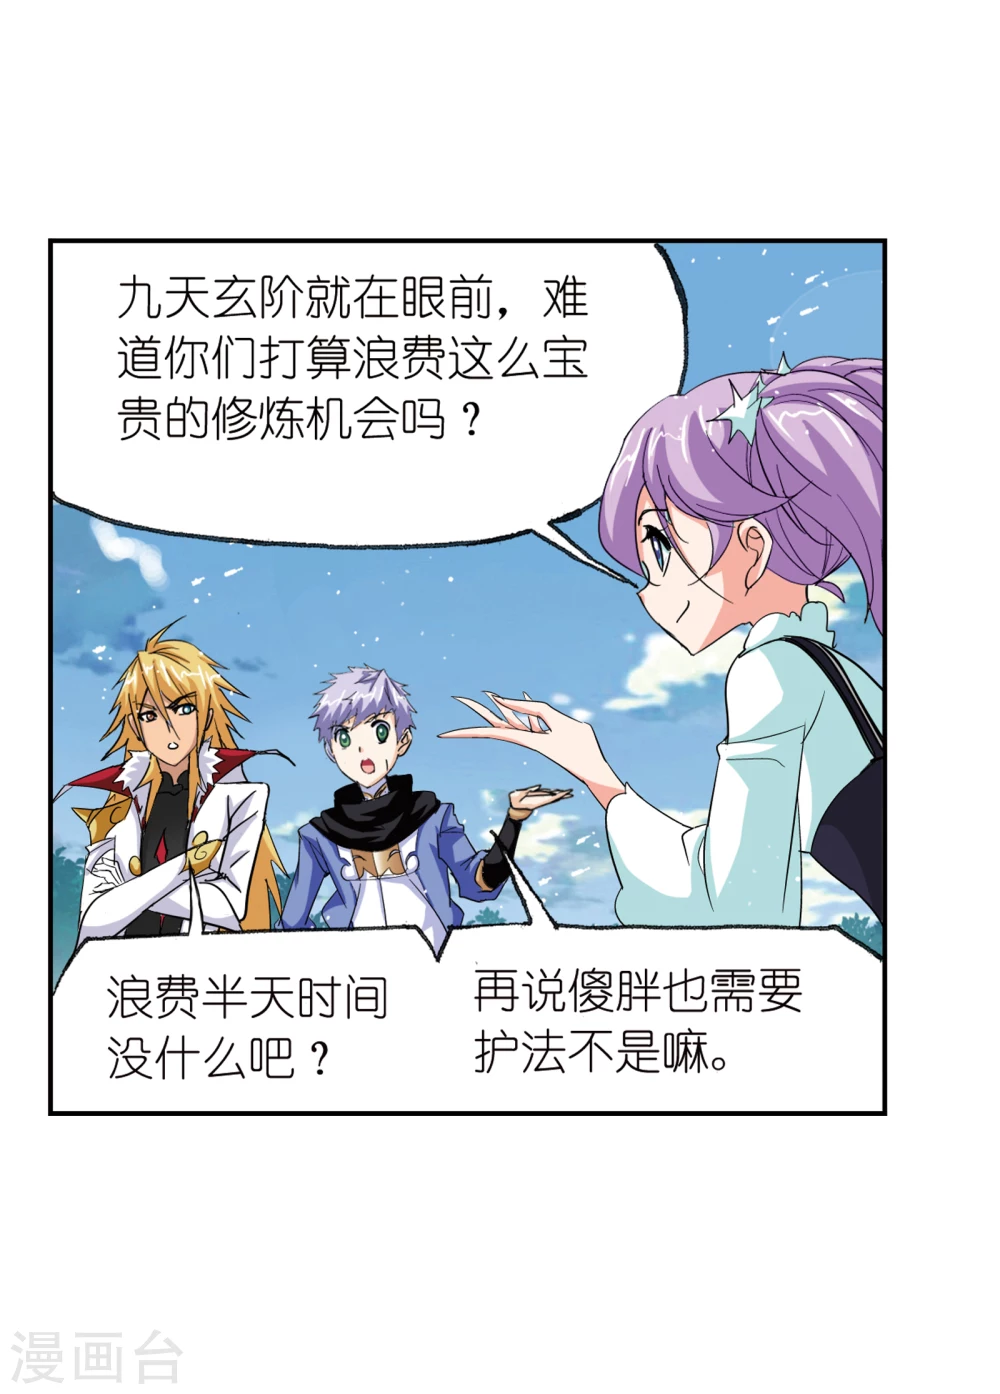 九天玄阶就在眼前，难
道你们打算浪费这么宝
贵的修炼机会吗？
浪费半天时间
没什么吧？
再说傻胖也需要
护法不是嘛。
漫画台